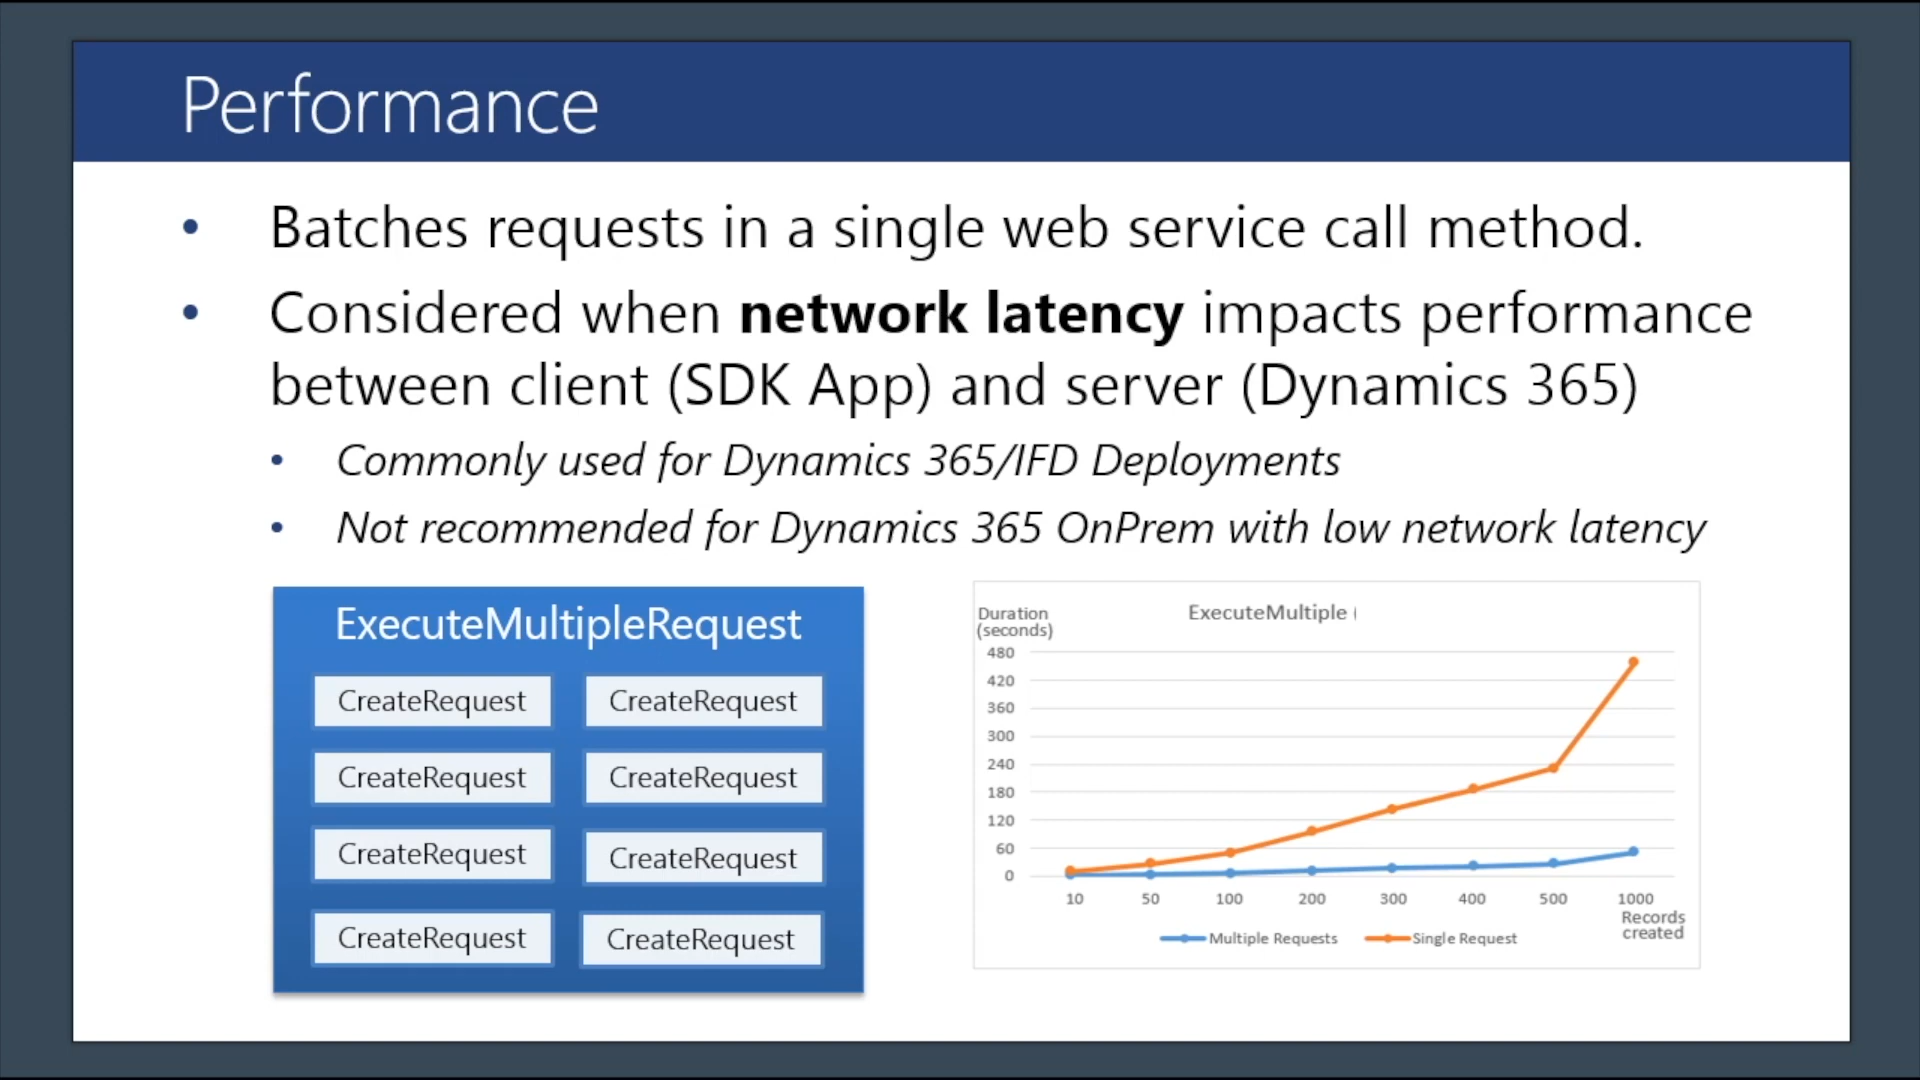 Performance
• Batches requests in a single web service call method.
• Considered when network latency impacts performance
between client (SDK App) and server (Dynamics 365)
• Commonly used for Dynamics 365/IFD Deployments
• Not recommended for Dynamics 365 OnPrem with low network latency
ExecuteMultipleRequest
CreateRequest CreateRequest
CreateRequest CreateRequest
CreateRequest CreateRequest
CreateRequest CreateRequest
ExecuteMultiple
Duration
(seconds)
480
420
360
300
240
180
120
60
0
10 50 100 200 300 400 500 1000
Records
created
Multiple Requests Single Request